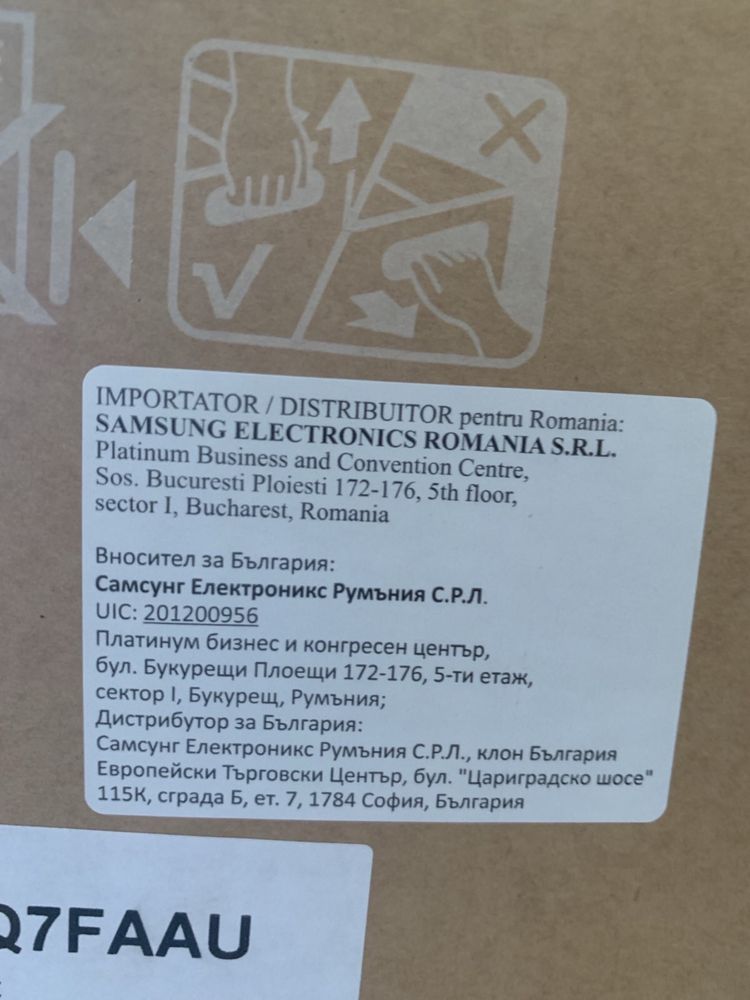 IMPORTATOR / DISTRIBUITOR pentru Romania:
SAMSUNG ELECTRONICS ROMANIA S.R.L.
Platinum Business and Convention Centre,
Sos. Bucuresti Ploiesti 172-176, 5th floor,
sector I, Bucharest, Romania
Вносител за България:
Самсунг Електроникс Румъния С.Р.Л.
UIC: 201200956
Платинум бизнес и конгресен център,
бул. Букурещи Плоещи 172-176, 5-ти етаж,
сектор I, Букурещ, Румъния;
Дистрибутор за България:
Самсунг Електроникс Румъния С.Р.Л., клон България
Европейски Търговски Център, бул. "Цариградско шосе"
115К, сграда Б, ет. 7, 1784 София, България
Q7FAAU